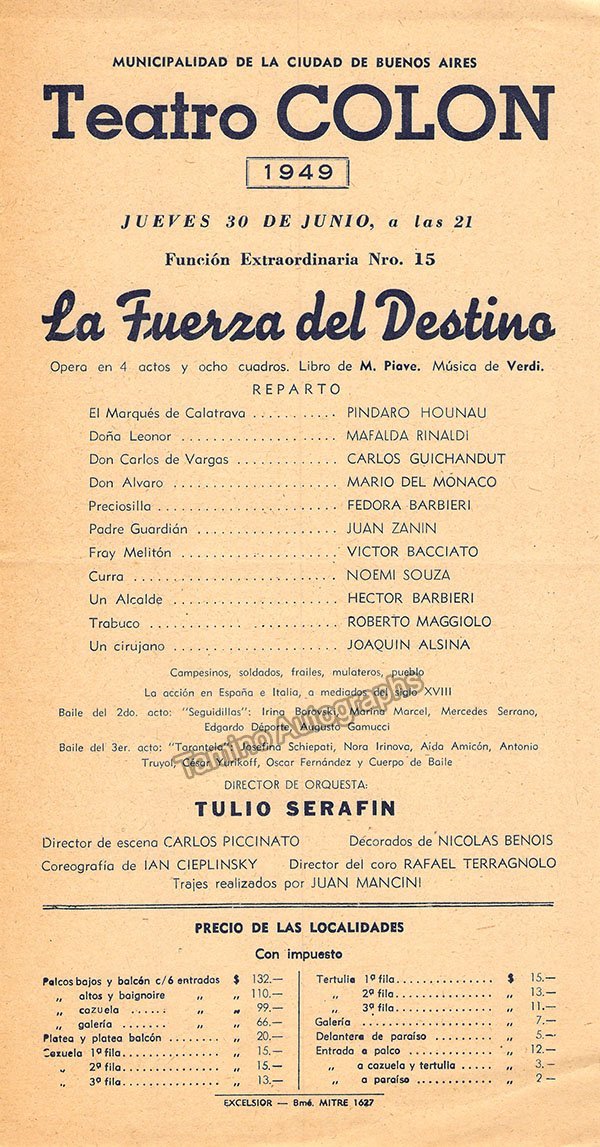 MUNICIPALIDAD DE LA CIUDAD DE BUENOS AIRES
Teatro COLON
1949
JUEVES 30 DE JUNIO, a las 21
Función Extraordinaria Nro. 15
La Fuerza del Destino
Opera en 4 actos y ocho cuadros. Libro de M. Piave. Música de Verdi.
REPARTO
El Marqués de Calatrava ........... PINDARO HOUNAU
Doña Leonor .................... MAFALDA RINALDI
Don Carlos de Vargas ............. CARLOS GUICHANDUT
Don Alvaro ..................... MARIO DEL MÓNACO
Preciosilla ...................... FEDORA BARBIERI
Padre Guardián .................. JUAN ZANIN
Fray Melitón .................... VICTOR BACCIATO
Curra .......................... NOEMI SOUZA
Un Alcalde ..................... HECTOR BARBIERI
Trabuco ........................ ROBERTO MAGGIOLO
Un cirujano ..................... JOAQUIN ALSINA
Campesinos, soldados, frailes, mulateros, pueblo
La acción en España e Italia, a mediados del siglo XVIII
Baile del 2do. acto: "Seguidillas": Iring Borovski, Marina Marcel, Mercedes Serrano,
Edgardo Déporte, Augusto Gamucci
Baile del 3er. acto: "Tarantela": Josefina Schiepati, Nora Irinova, Aida Amicón, Antonio
Truyol, César Yurikoff, Oscar Fernández y Cuerpo de Baile
Tamino Autographs
DIRECTOR DE ORQUESTA:
TULIO SERAFIN
Director de escena CARLOS PICCINATO Decorados de NICOLAS BENOIS
Coreografía de IAN CIEPLINSKY Director del coro RAFAEL TERRAGNOLO
Trajes realizados por JUAN MANCINI
PRECIO DE LAS LOCALIDADES
Con impuesto
Palcos bajos y balcón c/6 entradas $ 132.—
,, altos y baignoire ,, ,, 110.—
,, cazuela ...... ,, ,, 99.—
,, galería ....... ,, ,, 66.—
Platea y platea balcón ........ ,, 20.—
Cazuela 1ª fila............... ,, 15.—
,, 2ª fila............... ,, 15.—
,, 3ª fila............... ,, 13.—
Tertulia 1ª fila............... $ 15.—
,, 2ª fila............... ,, 13.—
,, 3ª fila............... ,, 11.—
Galería .................... ,, 7.—
Delantera de paraíso ......... ,, 5.—
Entrada a palco ............. ,, 12.—
,, a cazuela y tertulia ..... ,, 3.—
,, a paraíso ............ ,, 2—
EXCELSIOR — Bmé. MITRE 1627